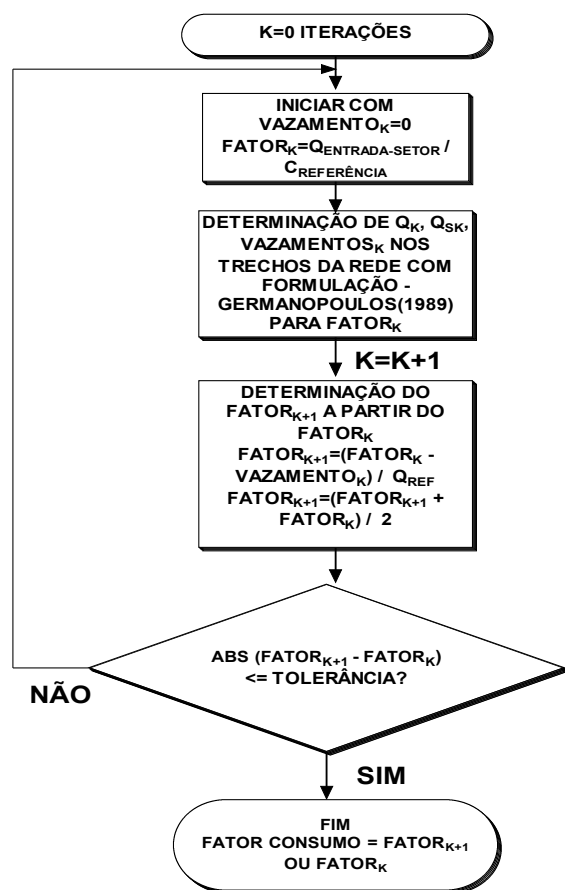 K=0 ITERAÇÕES
INICIAR COM
VAZAMENTOK=0
FATORK=QENTRADA-SETOR /
CREFERÊNCIA
DETERMINAÇÃO DE QK, QSK,
VAZAMENTOSK NOS
TRECHOS DA REDE COM
FORMULAÇÃO -
GERMANOPOULOS(1989)
PARA FATORK
K=K+1
DETERMINAÇÃO DO
FATORK+1 A PARTIR DO
FATORK
FATORK+1=(FATORK -
VAZAMENTOK) / QREF
FATORK+1=(FATORK+1 +
FATORK) / 2
ABS (FATORK+1 - FATORK)
<= TOLERÂNCIA?
NÃO
SIM
FIM
FATOR CONSUMO = FATORK+1
OU FATORK